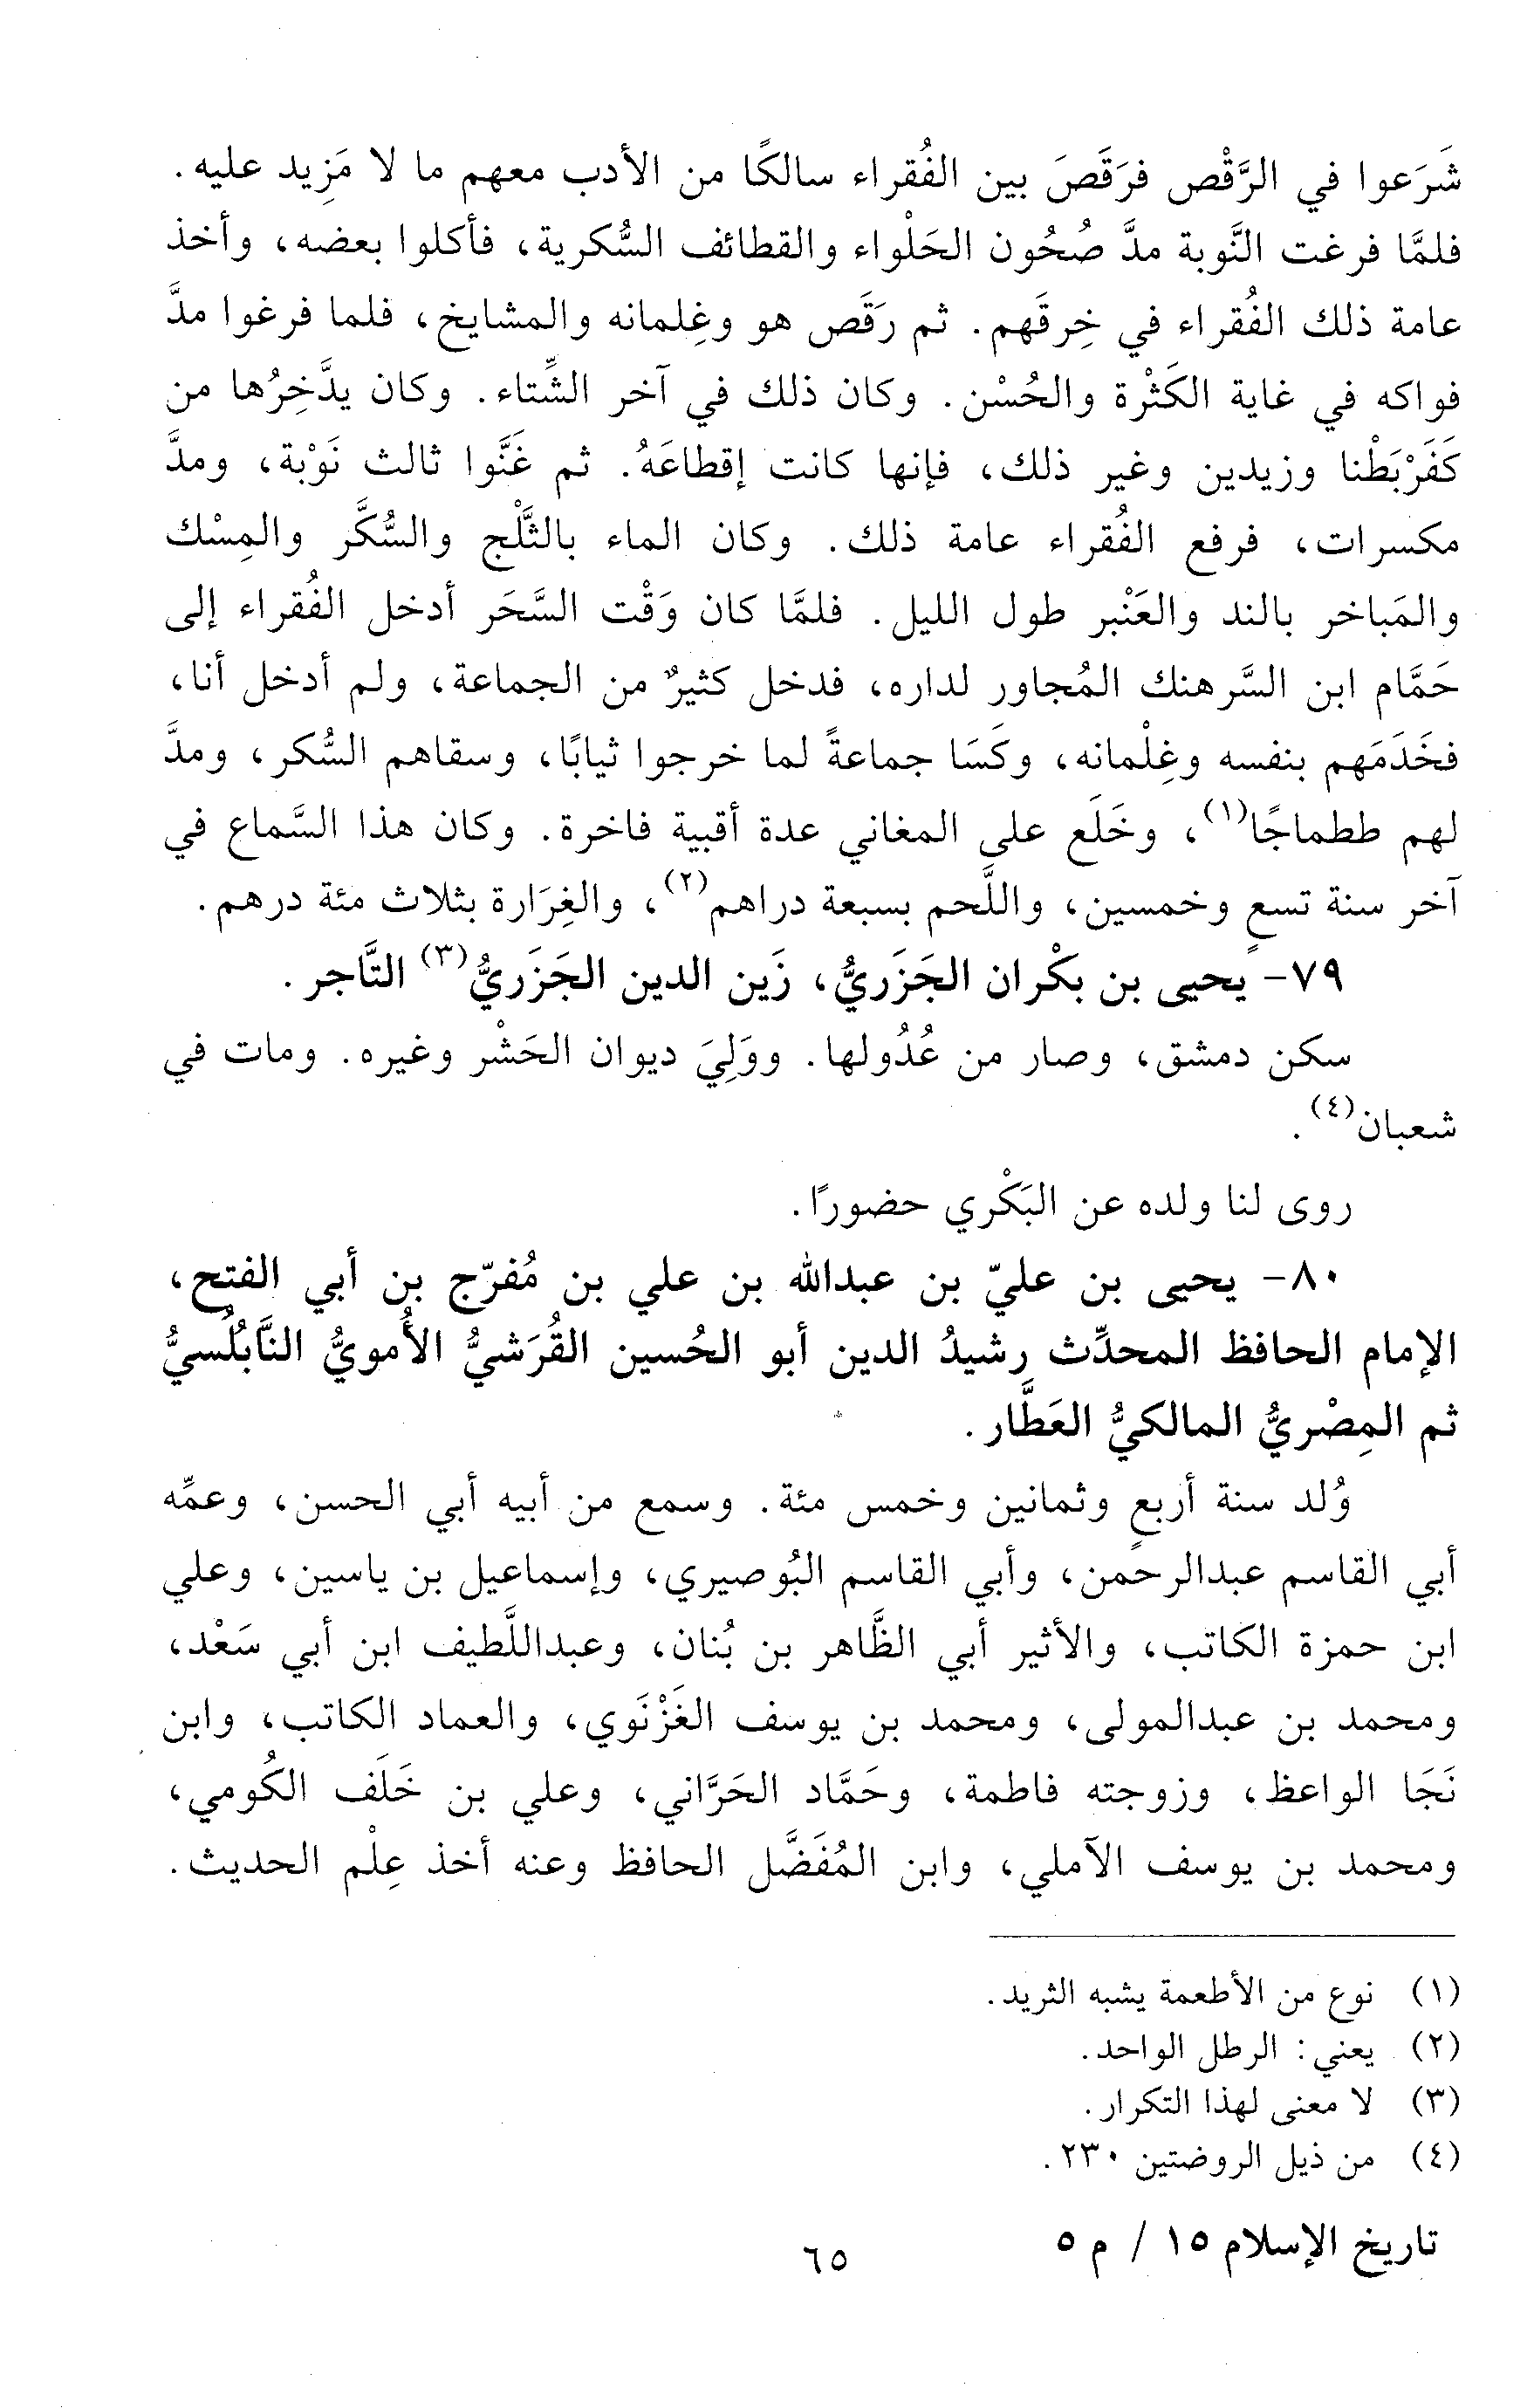 شَرَعوا في الرَّقْص فرَقَصَ بين الفُقراء سالكًا من الأدب معهم ما لا مَزِيد عليه.
فلمَّا فرغت النَّوبة مدَّ صُحُون الحَلْواء والقطائف السُّكرية، فأكلوا بعضه، وأخذ
عامة ذلك الفُقراء في خِرقَهم. ثم رَقَص هو وغِلمانه والمشايخ، فلما فرغوا مدَّ
فواكه في غاية الكَثْرة والحُسْن. وكان ذلك في آخر الشِّتاء. وكان يدَّخِرُها من
كَفَرْبَطْنا وزيدين وغير ذلك، فإنها كانت إقطاعَهُ. ثم غَنَّوا ثالث نَوْبة، ومدَّ
مكسرات، فرفع الفُقراء عامة ذلك. وكان الماء بالثَّلْج والسُّكَّر والمِسْك
والمَباخر بالند والعَنْبر طول الليل. فلمَّا كان وَقْت السَّحَر أدخل الفُقراء إلى
حَمَّام ابن السَّرهنك المُجاور لداره، فدخل كثيرٌ من الجماعة، ولم أدخل أنا،
فخَدَمَهم بنفسه وغِلْمانه، وكَسَا جماعةً لما خرجوا ثيابًا، وسقاهم السُّكر، ومدَّ
لهم ططماجًا(١)، وخَلَع على المغاني عدة أقبية فاخرة. وكان هذا السَّماع في
آخر سنة تسعٍ وخمسين، واللَّحم بسبعة دراهم(٢)، والغِرَارة بثلاث مئة درهم.
٧٩- يحيى بن بكْران الجَزَريُّ، زَين الدين الجَزَريُّ(٣) التَّاجر.
سكن دمشق، وصار من عُدُولها. ووَلِيَ ديوان الحَشْر وغيره. ومات في
شعبان(٤).
روى لنا ولده عن البَكْري حضورًا.
٨٠- يحيى بن عليّ بن عبدالله بن علي بن مُفرّج بن أبي الفتح،
الإمام الحافظ المحدِّث رشيدُ الدين أبو الحُسين القُرَشيُّ الأُمويُّ النَّابُلُسيُّ
ثم المِصْريُّ المالكيُّ العَطَّار.
وُلد سنة أربعٍ وثمانين وخمس مئة. وسمع من أبيه أبي الحسن، وعمِّه
أبي القاسم عبدالرحمن، وأبي القاسم البُوصيري، وإسماعيل بن ياسين، وعلي
ابن حمزة الكاتب، والأثير أبي الظَّاهر بن بُنان، وعبداللَّطيف ابن أبي سَعْد،
ومحمد بن عبدالمولى، ومحمد بن يوسف الغَزْنَوي، والعماد الكاتب، وابن
نَجَا الواعظ، وزوجته فاطمة، وحَمَّاد الحَرَّاني، وعلي بن خَلَف الكُومي،
ومحمد بن يوسف الآملي، وابن المُفَضَّل الحافظ وعنه أخذ عِلْم الحديث.
(١) نوع من الأطعمة يشبه الثريد.
(٢) يعني: الرطل الواحد.
(٣) لا معنى لهذا التكرار.
(٤) من ذيل الروضتين ٢٣٠.
تاريخ الإسلام ١٥ / م ٥
٦٥